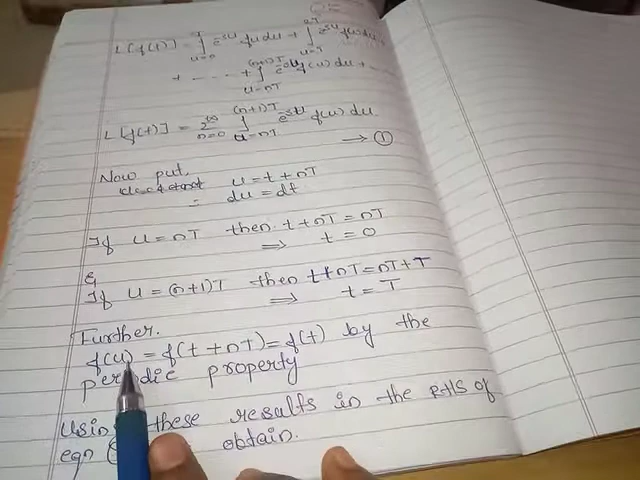 L[f(t)] = ∫_{u=0}^{T} e^{-su} f(u) du + ∫_{u=T}^{2T} e^{-su} f(u) du +
+ ..... + ∫_{u=nT}^{(n+1)T} e^{-su} f(u) du + ....
L[f(t)] = Σ_{n=0}^{∞} ∫_{u=nT}^{(n+1)T} e^{-su} f(u) du.
→ ①
Now put, u = t + nT
= du = dt
If u = nT then t + nT = nT
⟹ t = 0
&
If u = (n+1)T then t + nT = nT + T
⟹ t = T
Further.
f(u) = f(t + nT) = f(t) by the
periodic property
Using these results in the RHS of
eqn obtain.